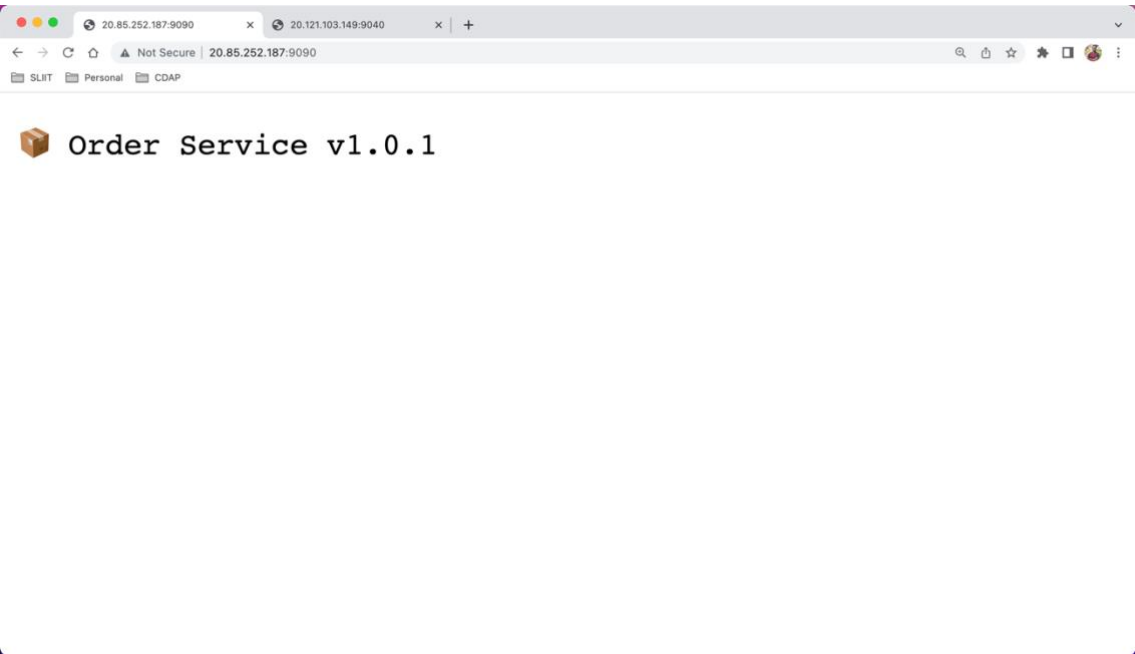 20.85.252.187:9090
20.121.103.149:9040
Not Secure | 20.85.252.187:9090
SLIIT Personal CDAP
📦 Order Service v1.0.1